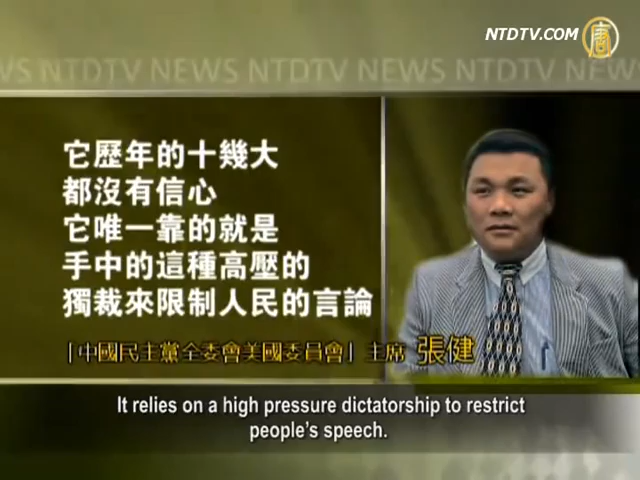 NTDTV.COM
WS NTDTV NEWS NTDTV NEWS NTDTV NEWS
它歷年的十幾大
都沒有信心
它唯一靠的就是
手中的這種高壓的
獨裁來限制人民的言論
「中國民主黨全委會美國委員會」主席 張健
It relies on a high pressure dictatorship to restrict
people's speech.